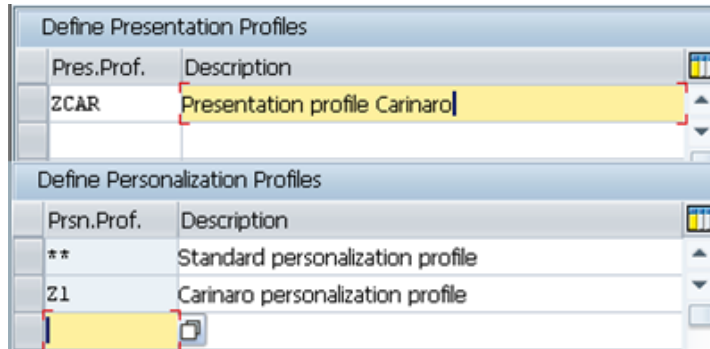 Define Presentation Profiles
Pres.Prof. Description
ZCAR Presentation profile Carinaro
Define Personalization Profiles
Prsn.Prof. Description
** Standard personalization profile
Z1 Carinaro personalization profile